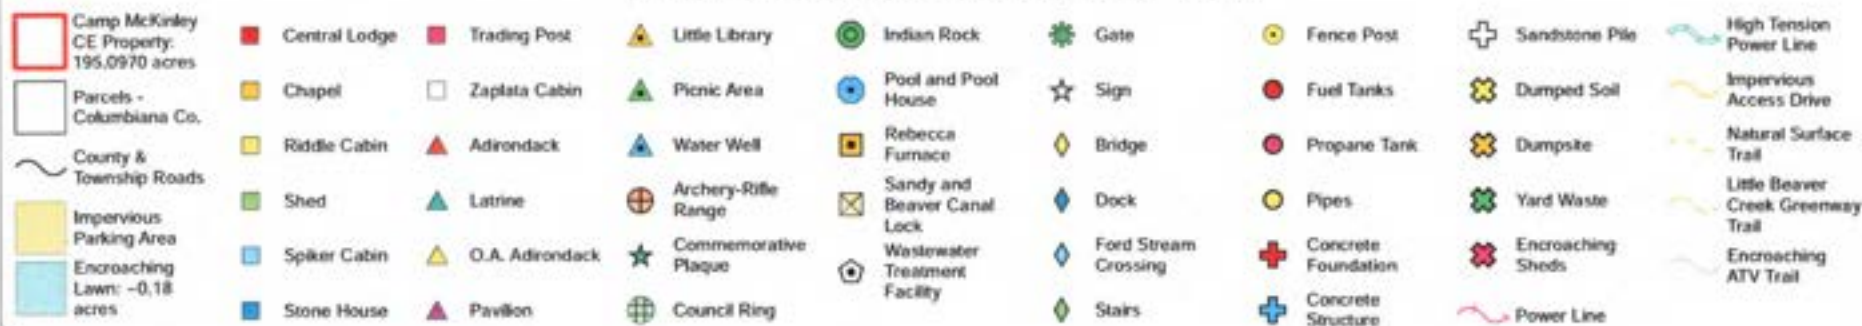 Camp McKinley
CE Property:
195.0970 acres
Parcels -
Columbiana Co.
County &
Township Roads
Impervious
Parking Area
Encroaching
Lawn: ~0.18
acres
Central Lodge
Chapel
Riddle Cabin
Shed
Spiker Cabin
Stone House
Trading Post
Zaplata Cabin
Adirondack
Latrine
O.A. Adirondack
Pavilion
Little Library
Picnic Area
Water Well
Archery-Rifle
Range
Commemorative
Plaque
Council Ring
Indian Rock
Pool and Pool
House
Rebecca
Furnace
Sandy and
Beaver Canal
Lock
Wastewater
Treatment
Facility
Gate
Sign
Bridge
Dock
Ford Stream
Crossing
Stairs
Fence Post
Fuel Tanks
Propane Tank
Pipes
Concrete
Foundation
Concrete
Structure
Sandstone Pile
Dumped Soil
Dumpsite
Yard Waste
Encroaching
Sheds
Power Line
High Tension
Power Line
Impervious
Access Drive
Natural Surface
Trail
Little Beaver
Creek Greenway
Trail
Encroaching
ATV Trail